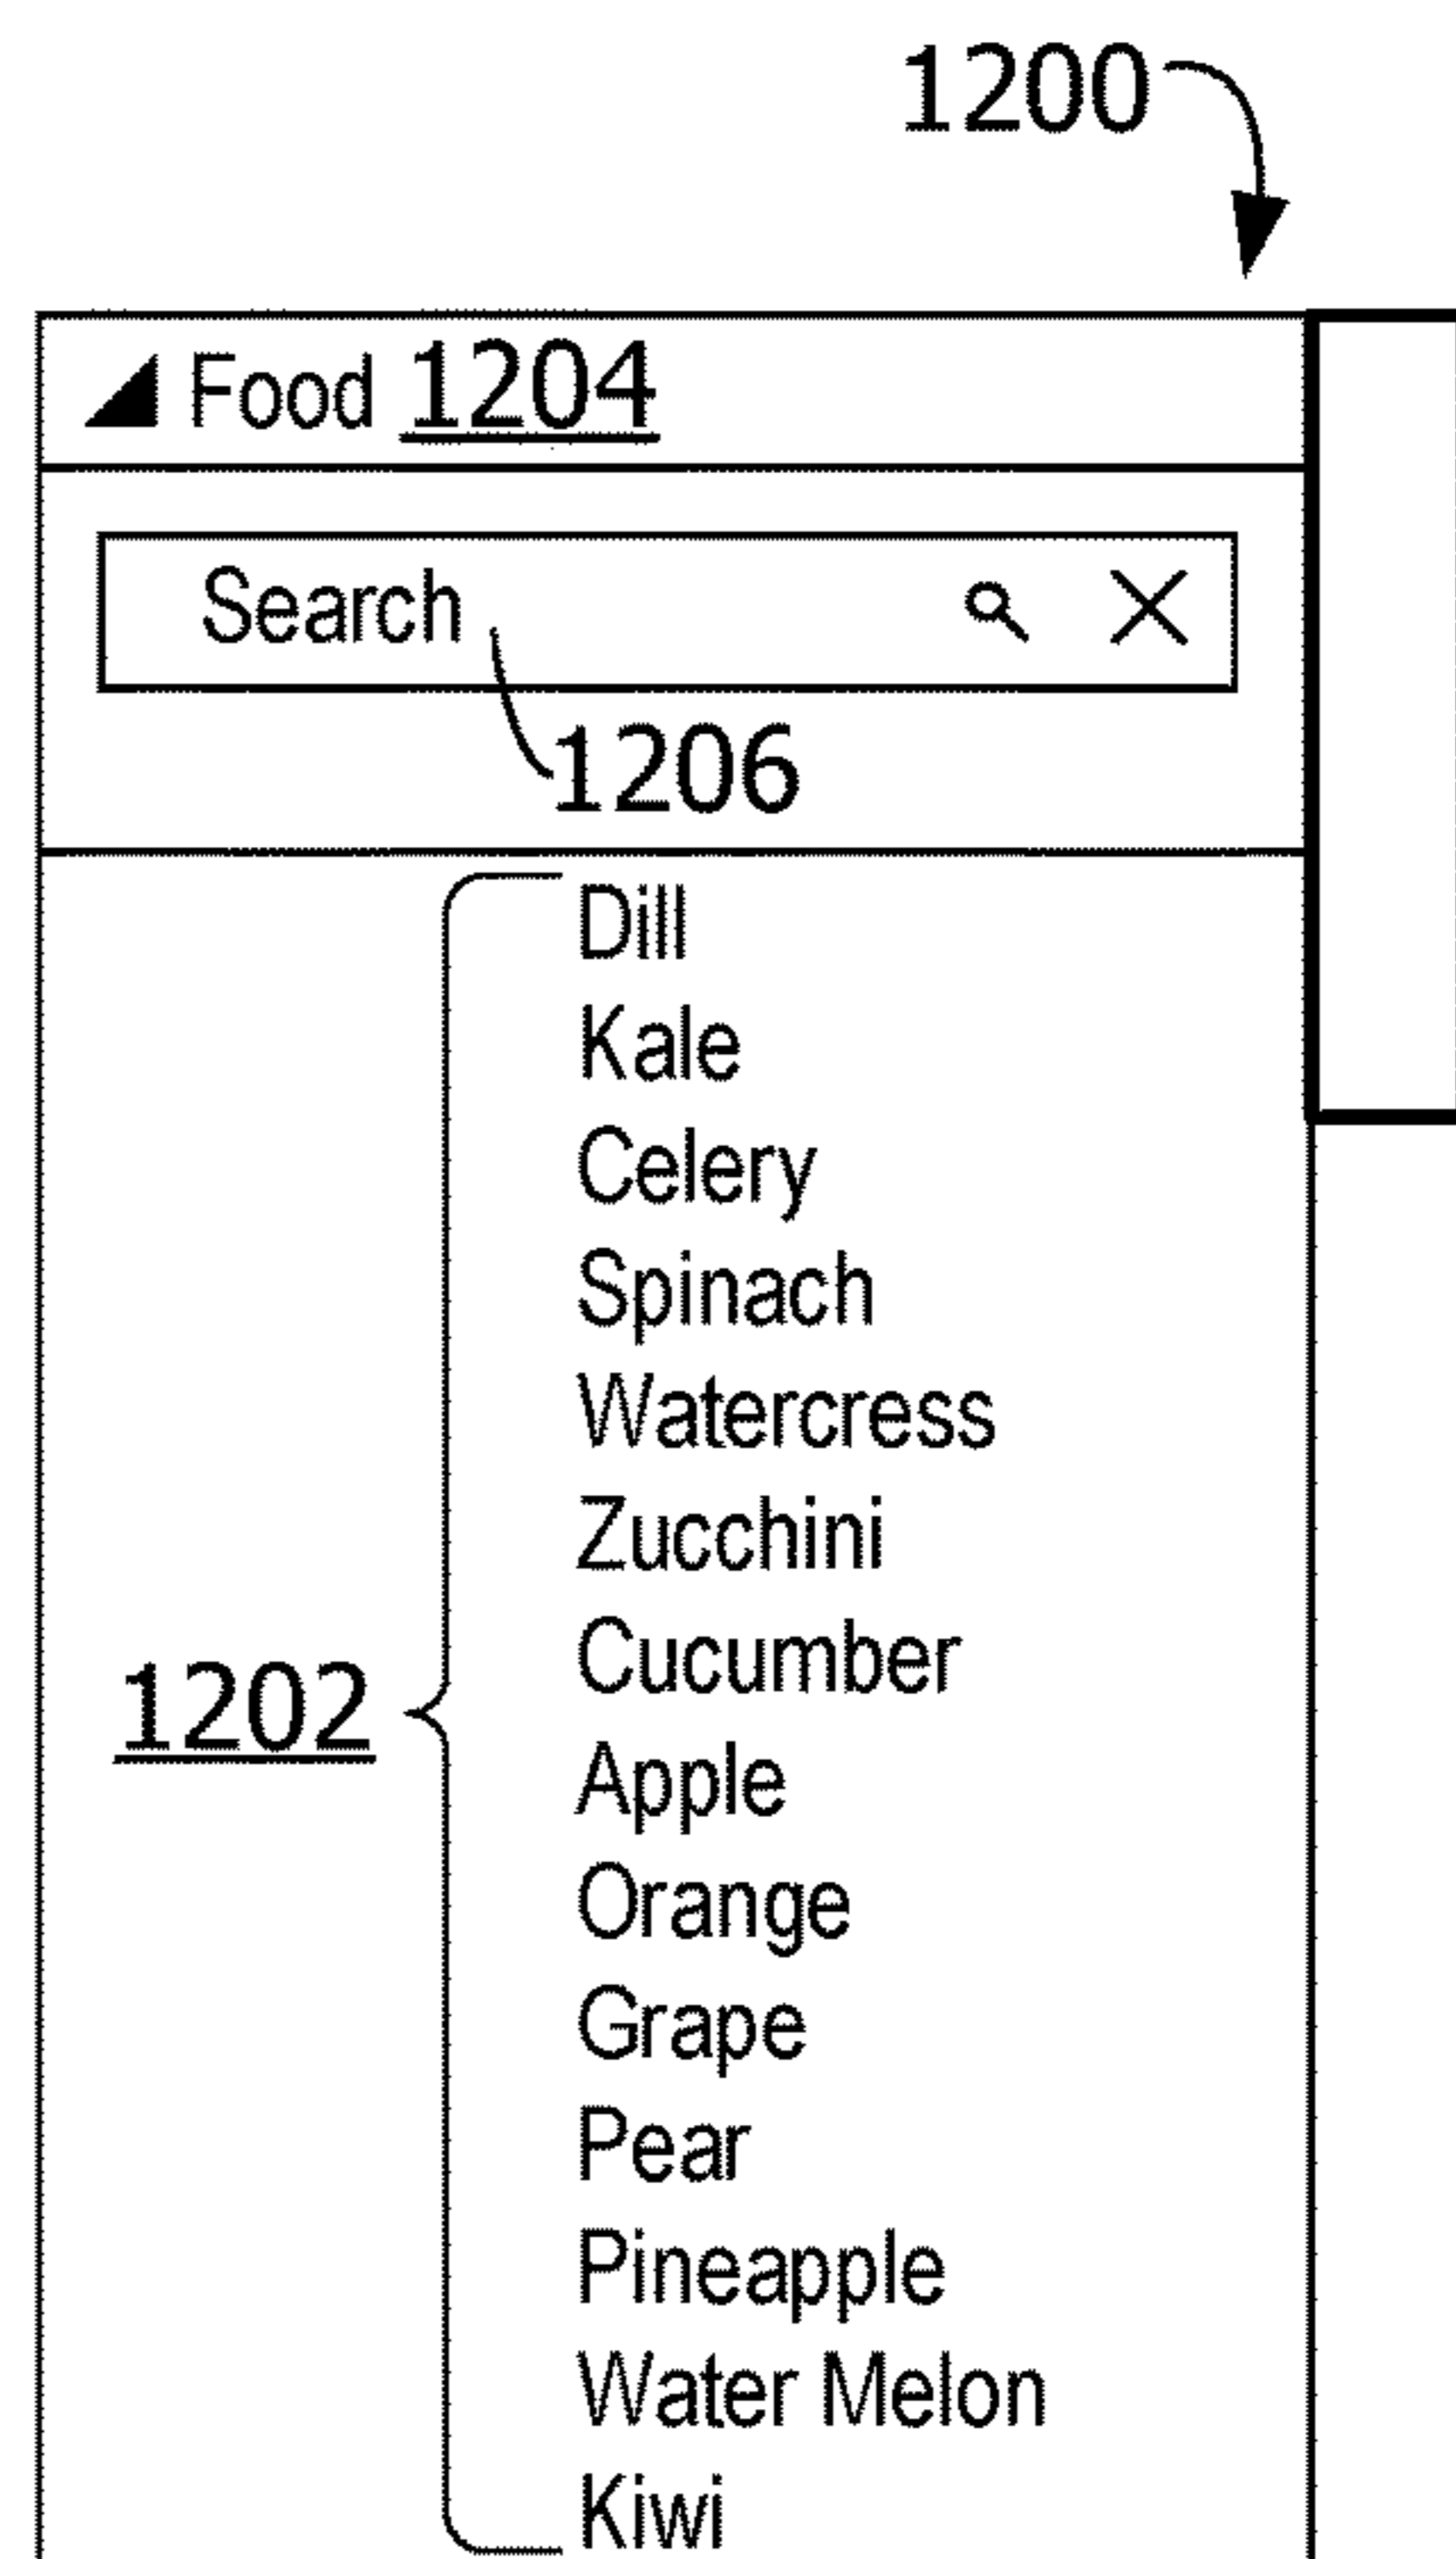 1200
Food 1204
Search
1206
Dill
Kale
Celery
Spinach
Watercress
Zucchini
Cucumber
1202
Apple
Orange
Grape
Pear
Pineapple
Water Melon
Kiwi